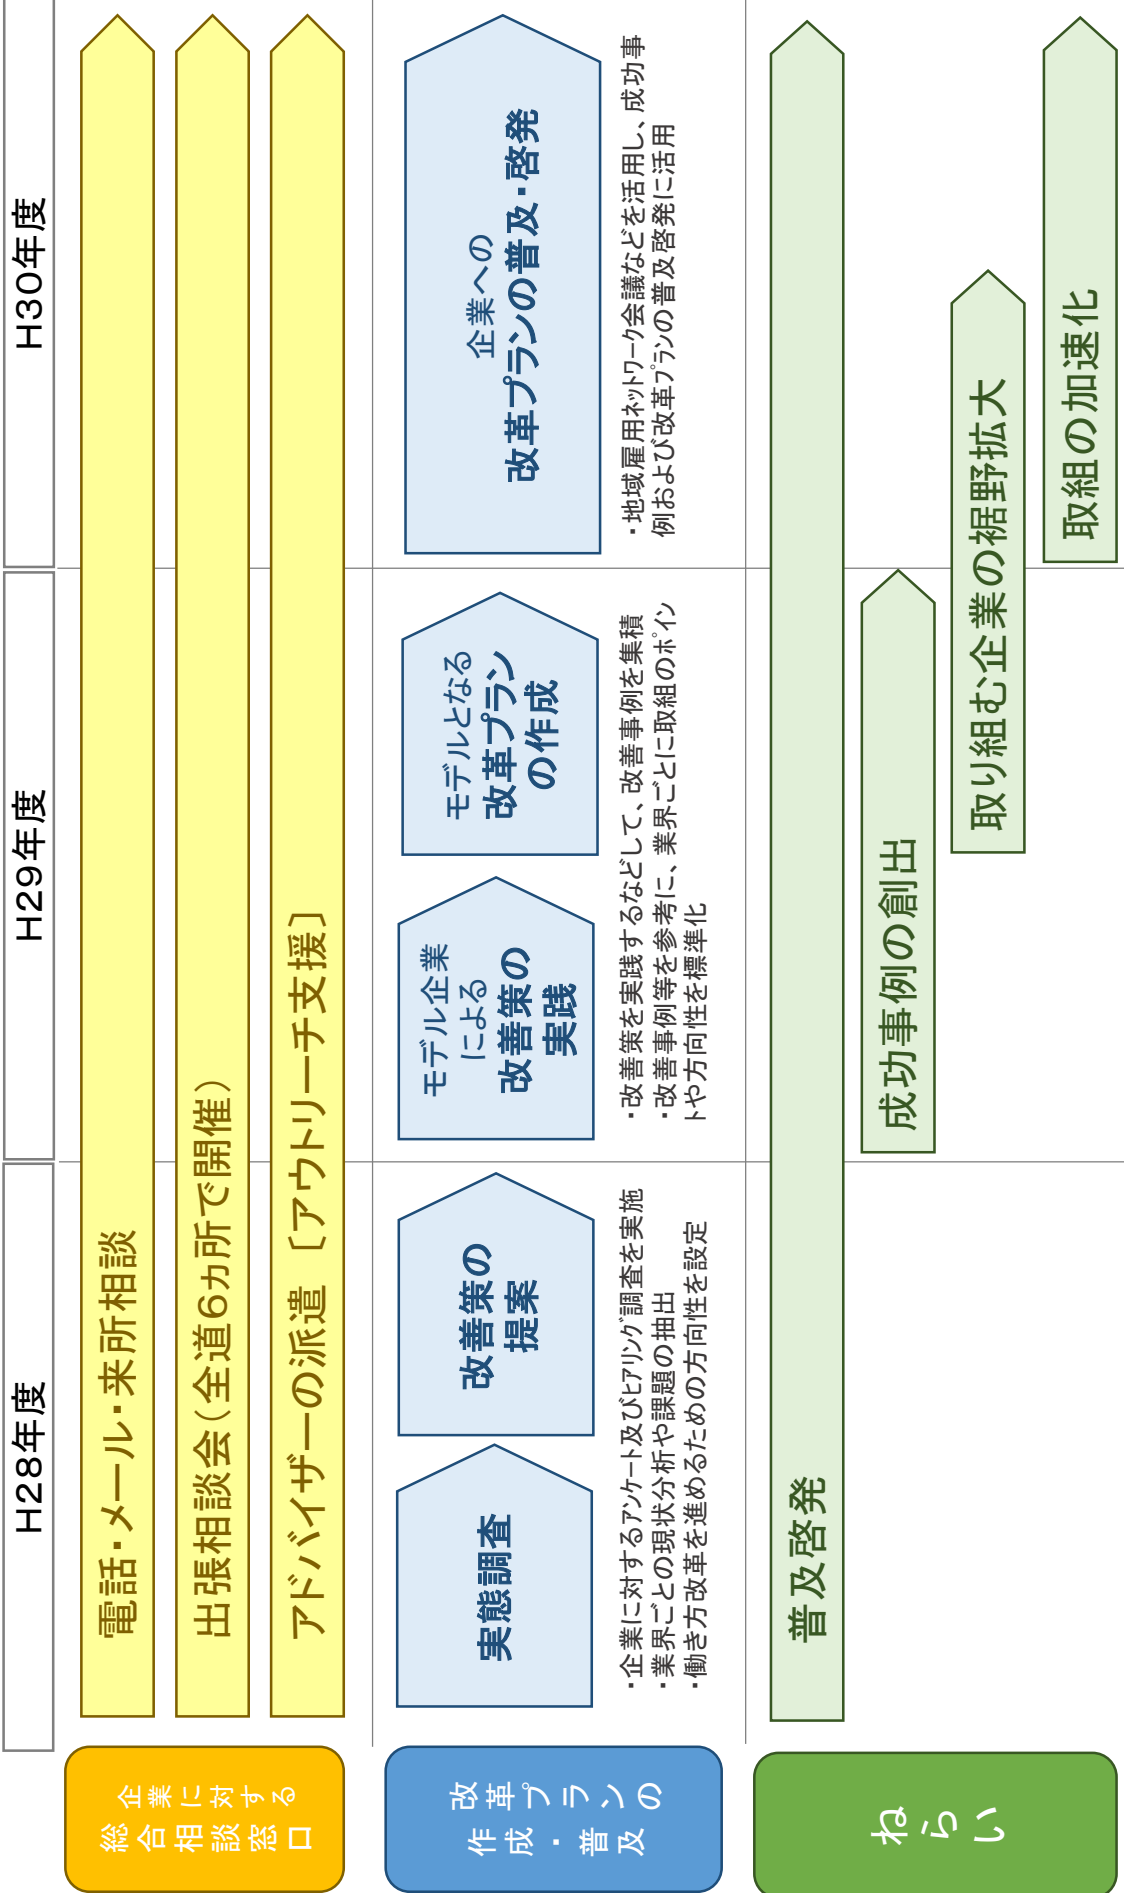 H28年度
H29年度
H30年度
企業に対する
総合相談窓口
電話・メール・来所相談
出張相談会（全道６ヵ所で開催）
アドバイザーの派遣［アウトリーチ支援］
改革プランの
作成・普及
実態調査
改善策の
提案
・企業に対するアンケート及びヒアリング調査を実施
・業界ごとの現状分析や課題の抽出
・働き方改革を進めるための方向性を設定
モデル企業
による
改善策の
実践
モデルとなる
改革プラン
の作成
・改善策を実践するなどして、改善事例を集積
・改善事例等を参考に、業界ごとに取組のポイン
トや方向性を標準化
企業への
改革プランの普及・啓発
・地域雇用ネットワーク会議などを活用し、成功事
例および改革プランの普及啓発に活用
ねらい
普及啓発
成功事例の創出
取り組む企業の裾野拡大
取組の加速化